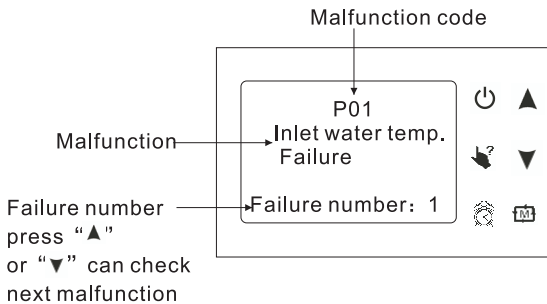 Malfunction code
P01
Malfunction
Inlet water temp.
Failure
Failure number
Failure number: 1
press “▲”
or “▼” can check
next malfunction
?
M